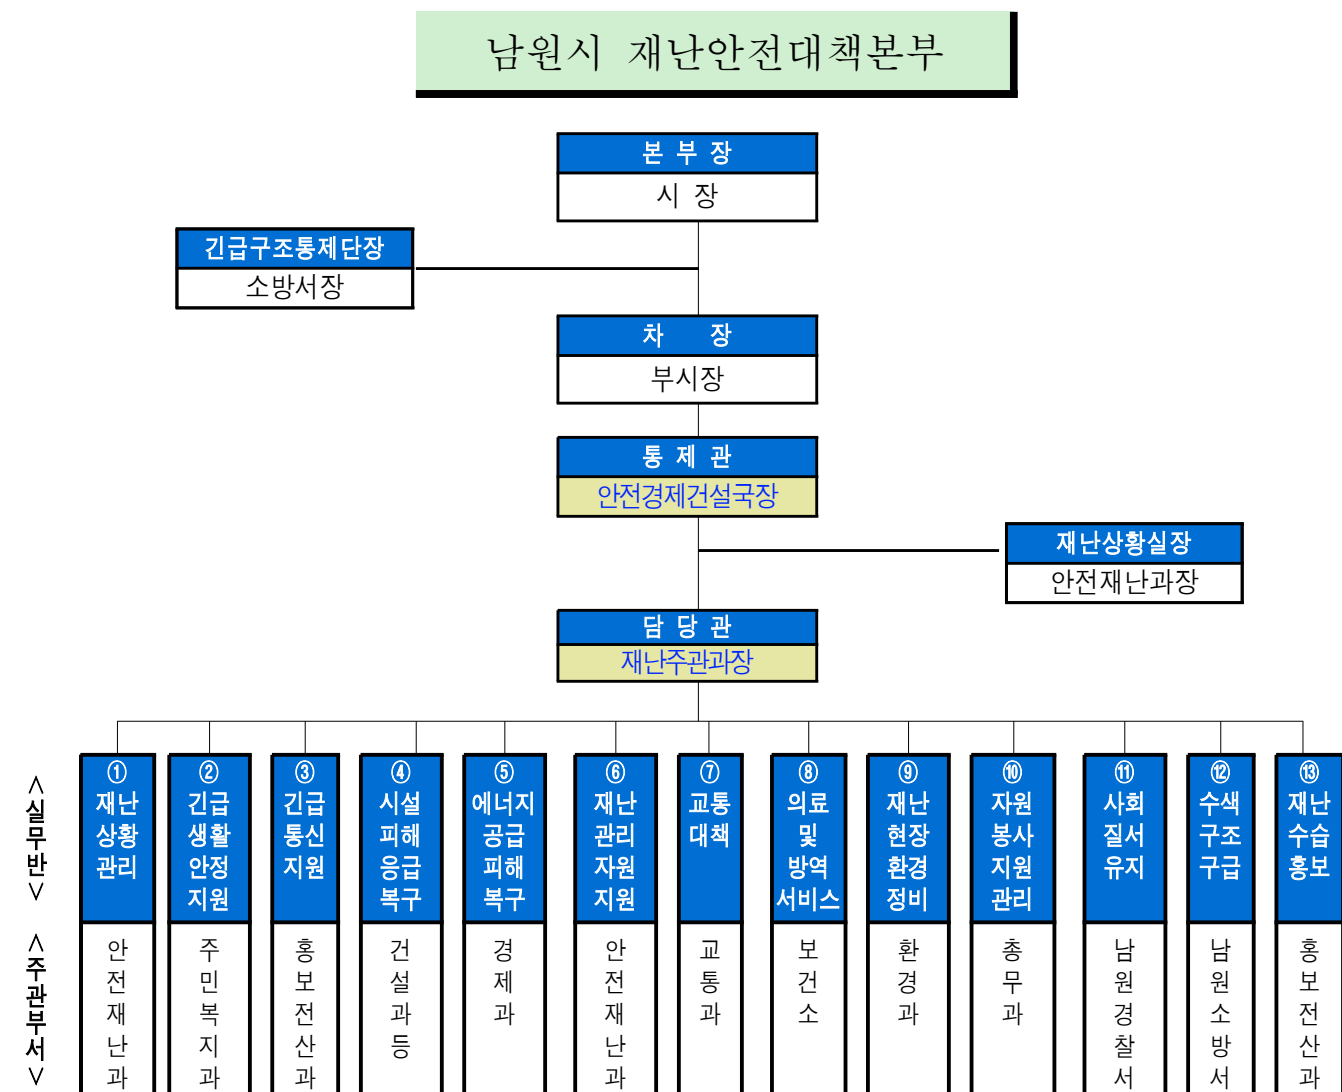 남원시 재난안전대책본부
본 부 장
시 장
긴급구조통제단장
소방서장
차 장
부시장
통 제 관
안전경제건설국장
재난상황실장
안전재난과장
담 당 관
재난주관과장
<실무반>
①
재난
상황
관리
②
긴급
생활
안정
지원
③
긴급
통신
지원
④
시설
피해
응급
복구
⑤
에너지
공급
피해
복구
⑥
재난
관리
자원
지원
⑦
교통
대책
⑧
의료
및
방역
서비스
⑨
재난
현장
환경
정비
⑩
자원
봉사
지원
관리
⑪
사회
질서
유지
⑫
수색
구조
구급
⑬
재난
수습
홍보
<주관부서>
안전재난과
주민복지과
홍보전산과
건설과등
경제과
안전재난과
교통과
보건소
환경과
총무과
남원경찰서
남원소방서
홍보전산과